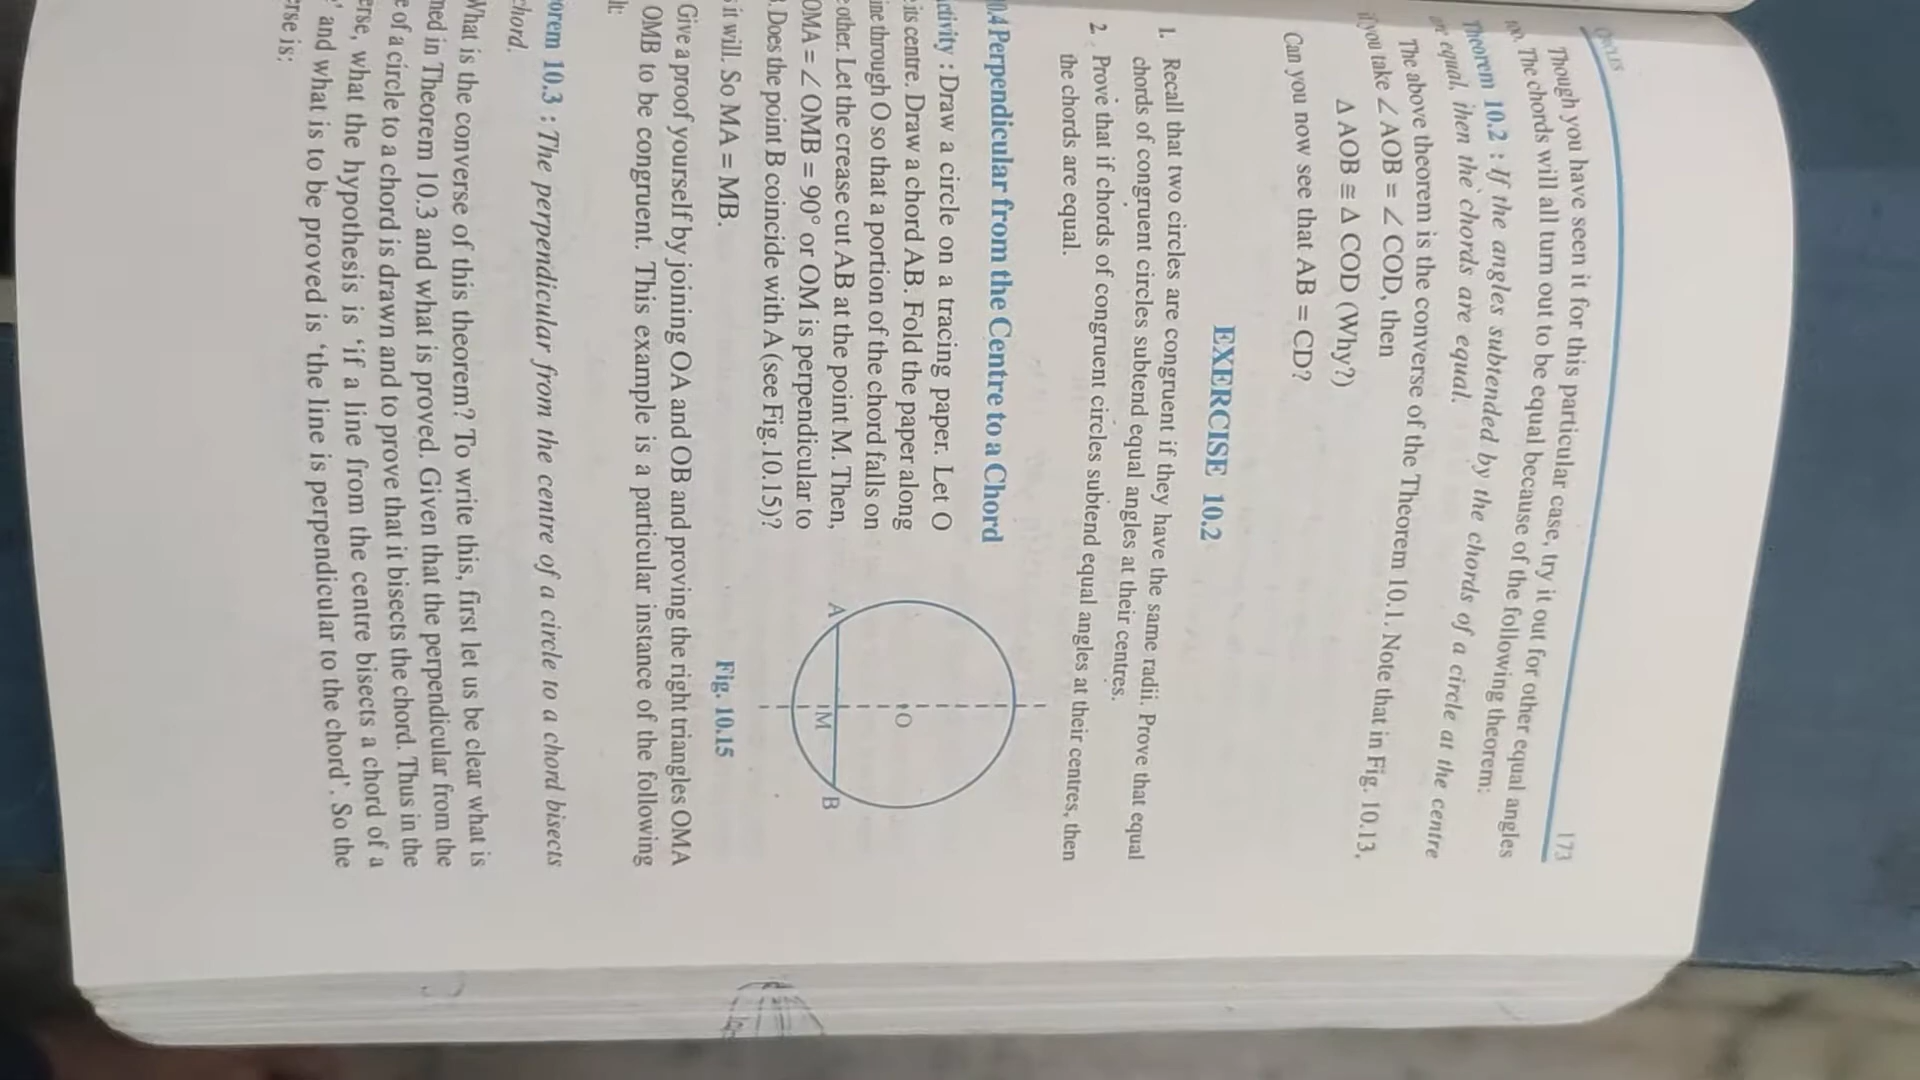 CIRCLES 173
Though you have seen it for this particular case, try it out for other equal angles
too. The chords will all turn out to be equal because of the following theorem:
Theorem 10.2 : If the angles subtended by the chords of a circle at the centre
are equal, then the chords are equal.
The above theorem is the converse of the Theorem 10.1. Note that in Fig. 10.13,
if you take ∠ AOB = ∠ COD, then
Δ AOB ≅ Δ COD (Why?)
Can you now see that AB = CD?
EXERCISE 10.2
1. Recall that two circles are congruent if they have the same radii. Prove that equal
chords of congruent circles subtend equal angles at their centres.
2. Prove that if chords of congruent circles subtend equal angles at their centres, then
the chords are equal.
0.4 Perpendicular from the Centre to a Chord
ctivity : Draw a circle on a tracing paper. Let O
e its centre. Draw a chord AB. Fold the paper along
ine through O so that a portion of the chord falls on
e other. Let the crease cut AB at the point M. Then,
OMA = ∠ OMB = 90° or OM is perpendicular to
B. Does the point B coincide with A (see Fig.10.15)?
s it will. So MA = MB.
O
A
M
B
Fig. 10.15
Give a proof yourself by joining OA and OB and proving the right triangles OMA
OMB to be congruent. This example is a particular instance of the following
lt:
orem 10.3 : The perpendicular from the centre of a circle to a chord bisects
chord.
What is the converse of this theorem? To write this, first let us be clear what is
med in Theorem 10.3 and what is proved. Given that the perpendicular from the
e of a circle to a chord is drawn and to prove that it bisects the chord. Thus in the
erse, what the hypothesis is ‘if a line from the centre bisects a chord of a
' and what is to be proved is ‘the line is perpendicular to the chord’. So the
erse is: